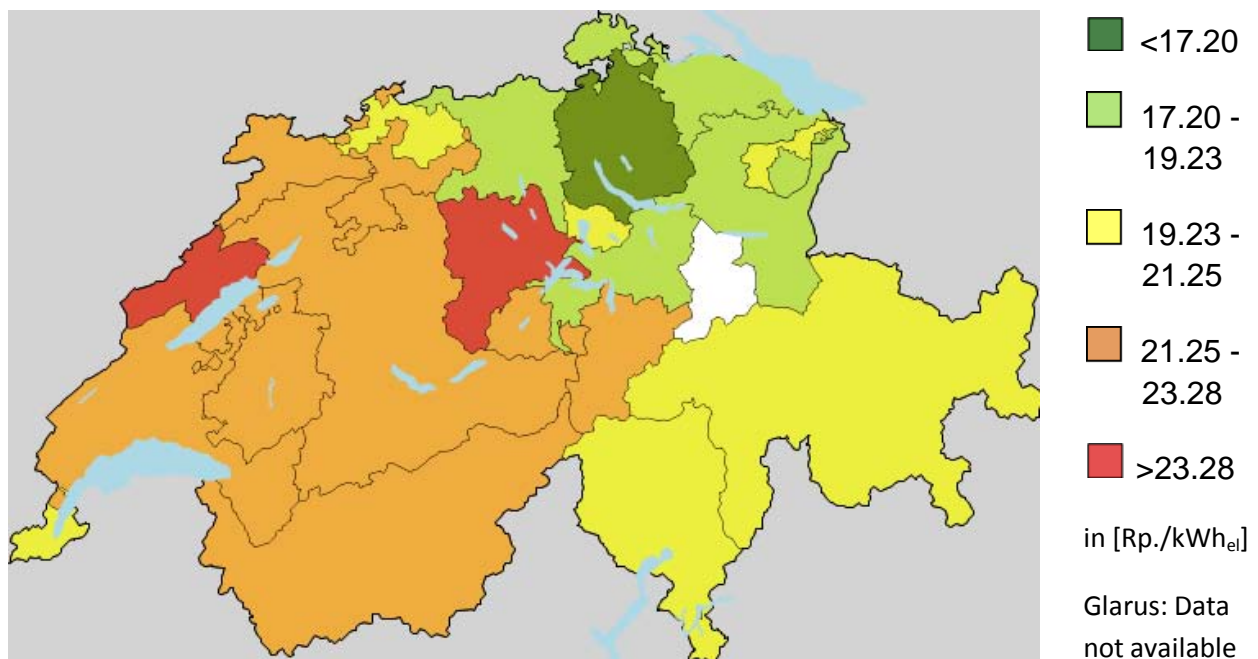 <17.20
17.20 -
19.23
19.23 -
21.25
21.25 -
23.28
>23.28
in [Rp./kWhel]
Glarus: Data
not available